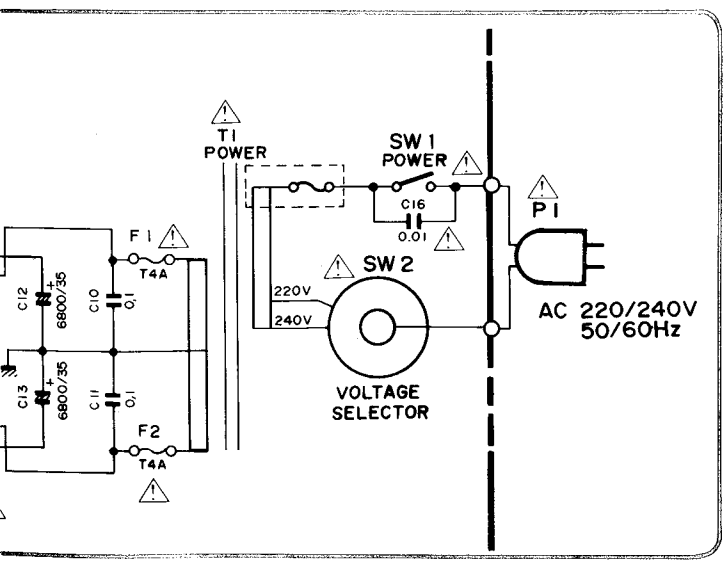 T1
POWER
SW 1
POWER
C16
0.01
P1
F1
T4A
SW 2
220V
240V
AC 220/240V
50/60Hz
C12
+
6800/35
C10
0,1
C13
+
6800/35
C11
0,1
VOLTAGE
SELECTOR
F2
T4A
!
!
!
!
!
!
!